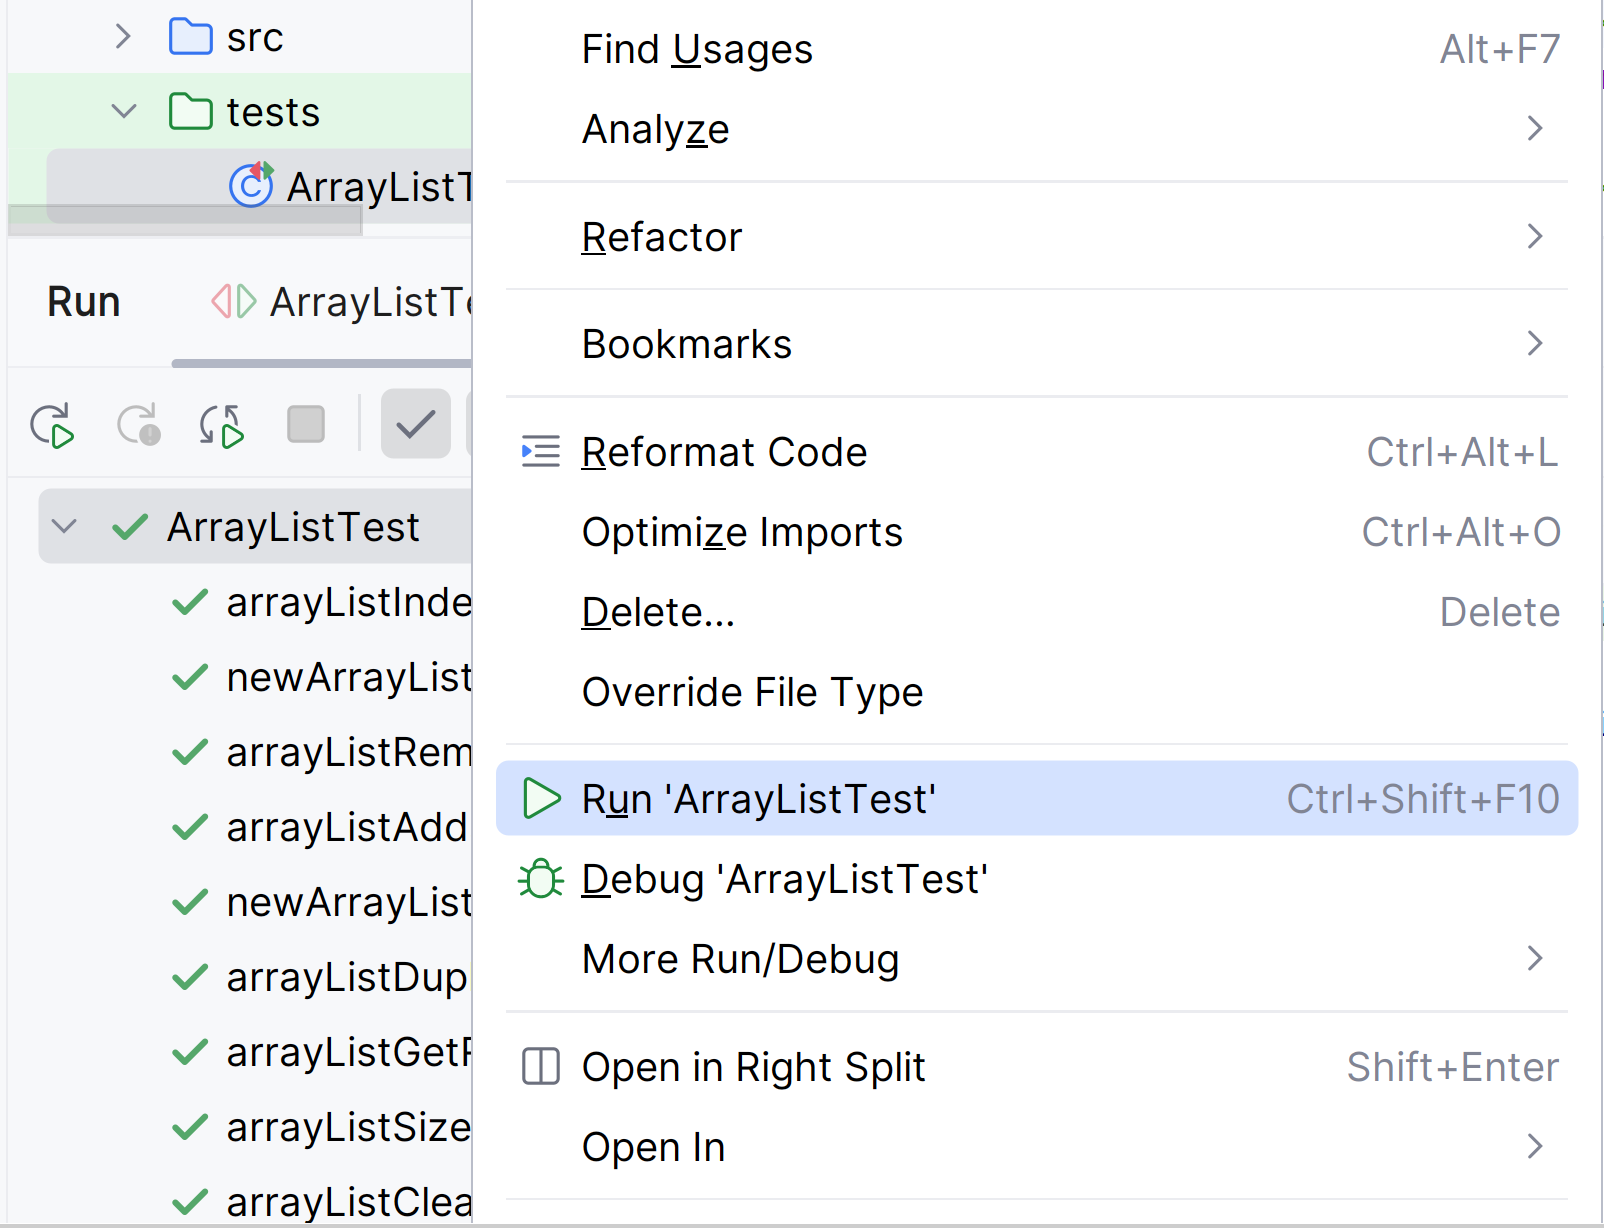 src
tests
ArrayListT
Run
ArrayListTe
ArrayListTest
arrayListInde
newArrayList
arrayListRem
arrayListAdd
newArrayList
arrayListDup
arrayListGetF
arrayListSize
arrayListClea
Find Usages Alt+F7
Analyze
Refactor
Bookmarks
Reformat Code Ctrl+Alt+L
Optimize Imports Ctrl+Alt+O
Delete... Delete
Override File Type
Run 'ArrayListTest' Ctrl+Shift+F10
Debug 'ArrayListTest'
More Run/Debug
Open in Right Split Shift+Enter
Open In